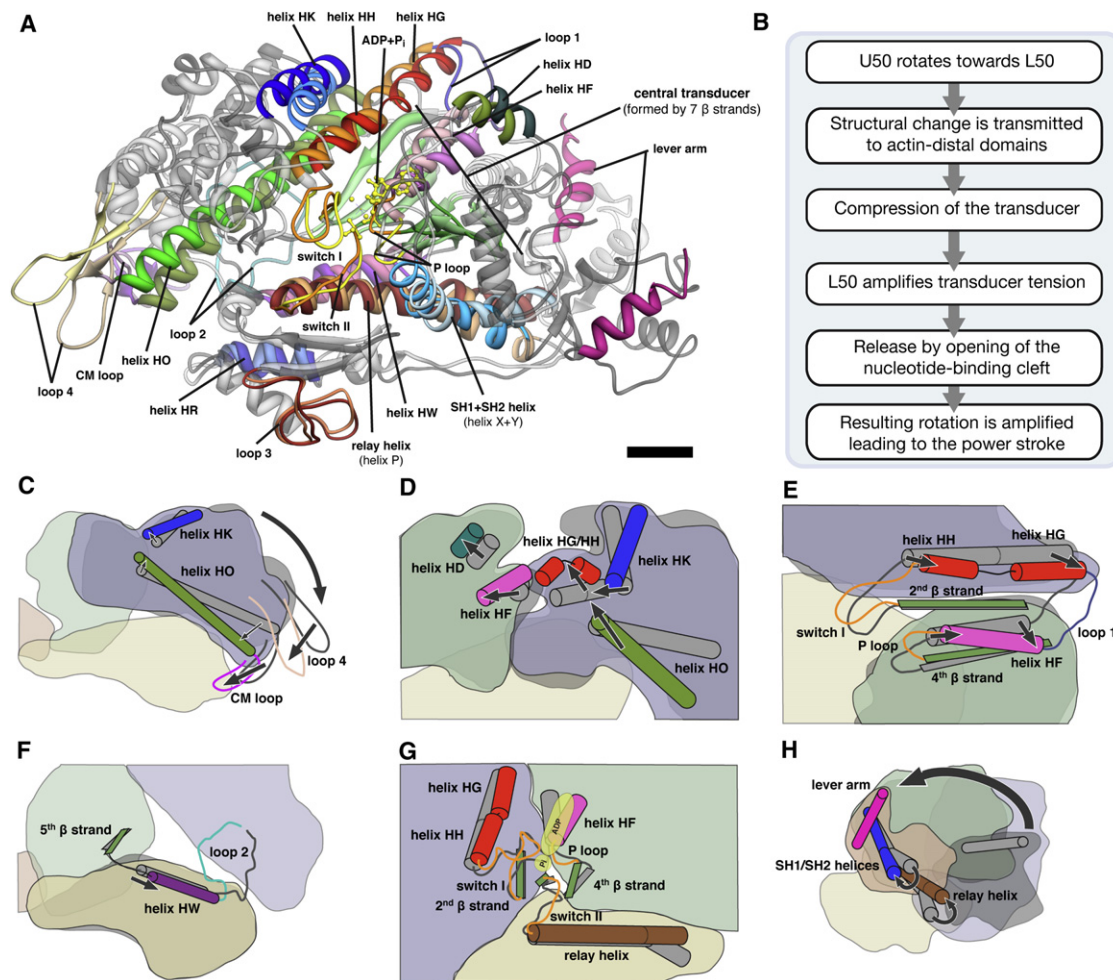 A
helix HK
helix HH
helix HG
ADP+Pi
loop 1
helix HD
helix HF
central transducer
(formed by 7 β strands)
lever arm
switch I
P loop
loop 2
switch II
CM loop
helix HO
loop 4
helix HR
helix HW
SH1+SH2 helix
(helix X+Y)
loop 3
relay helix
(helix P)
B
U50 rotates towards L50
Structural change is transmitted
to actin-distal domains
Compression of the transducer
L50 amplifies transducer tension
Release by opening of the
nucleotide-binding cleft
Resulting rotation is amplified
leading to the power stroke
C
helix HK
helix HO
loop 4
CM loop
D
helix HG/HH
helix HK
helix HD
helix HF
helix HO
E
helix HH
helix HG
2nd β strand
switch I
P loop
loop 1
helix HF
4th β strand
F
5th β strand
loop 2
helix HW
G
helix HG
helix HH
ADP
helix HF
Pi
P loop
switch I
4th β strand
2nd β strand
switch II
relay helix
H
lever arm
SH1/SH2 helices
relay helix